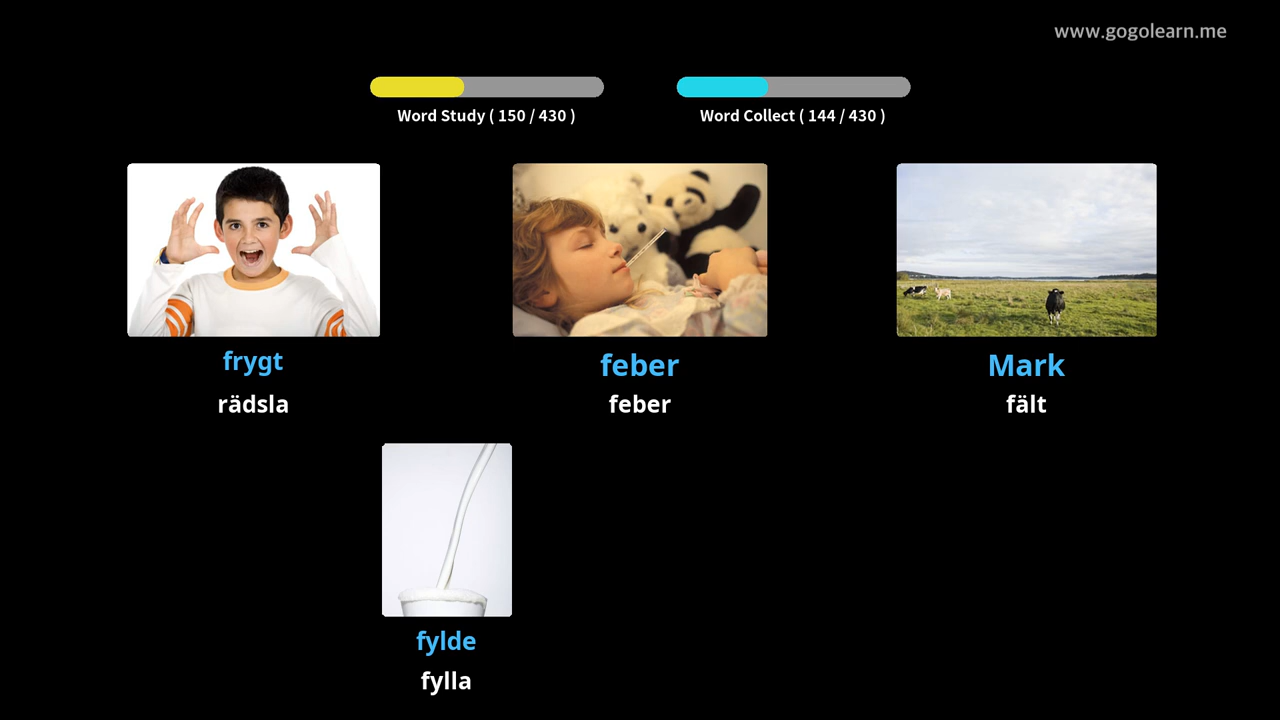 www.gogolearn.me
Word Study ( 150 / 430 )
Word Collect ( 144 / 430 )
frygt
rädsla
feber
feber
Mark
fält
fylde
fylla